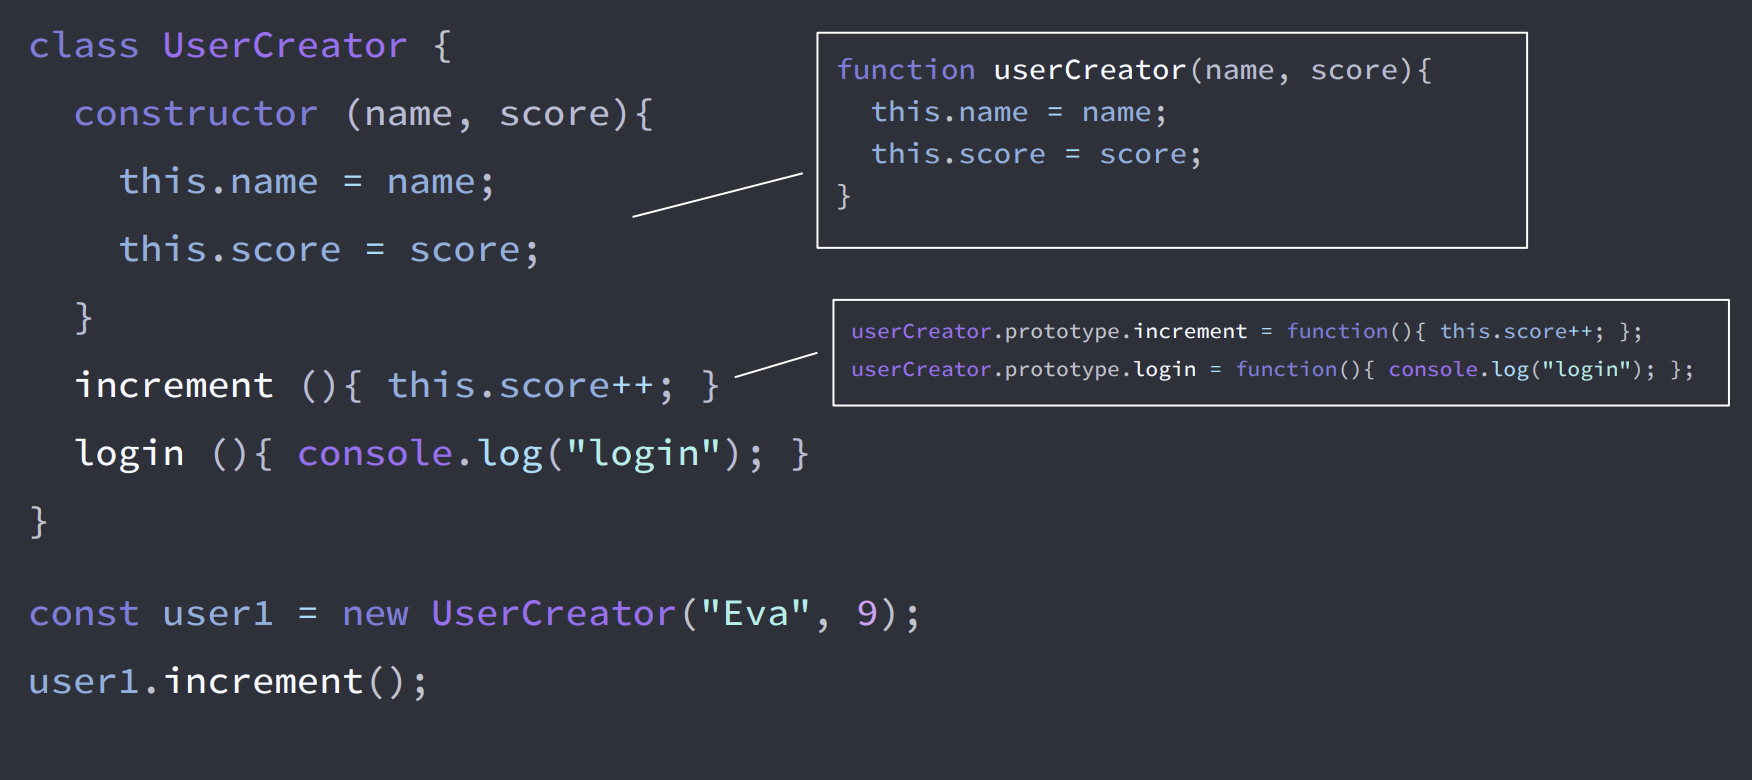 class UserCreator {
  constructor (name, score){
    this.name = name;
    this.score = score;
  }
  increment (){ this.score++; }
  login (){ console.log("login"); }
}
const user1 = new UserCreator("Eva", 9);
user1.increment();
function userCreator(name, score){
  this.name = name;
  this.score = score;
}
userCreator.prototype.increment = function(){ this.score++; };
userCreator.prototype.login = function(){ console.log("login"); };